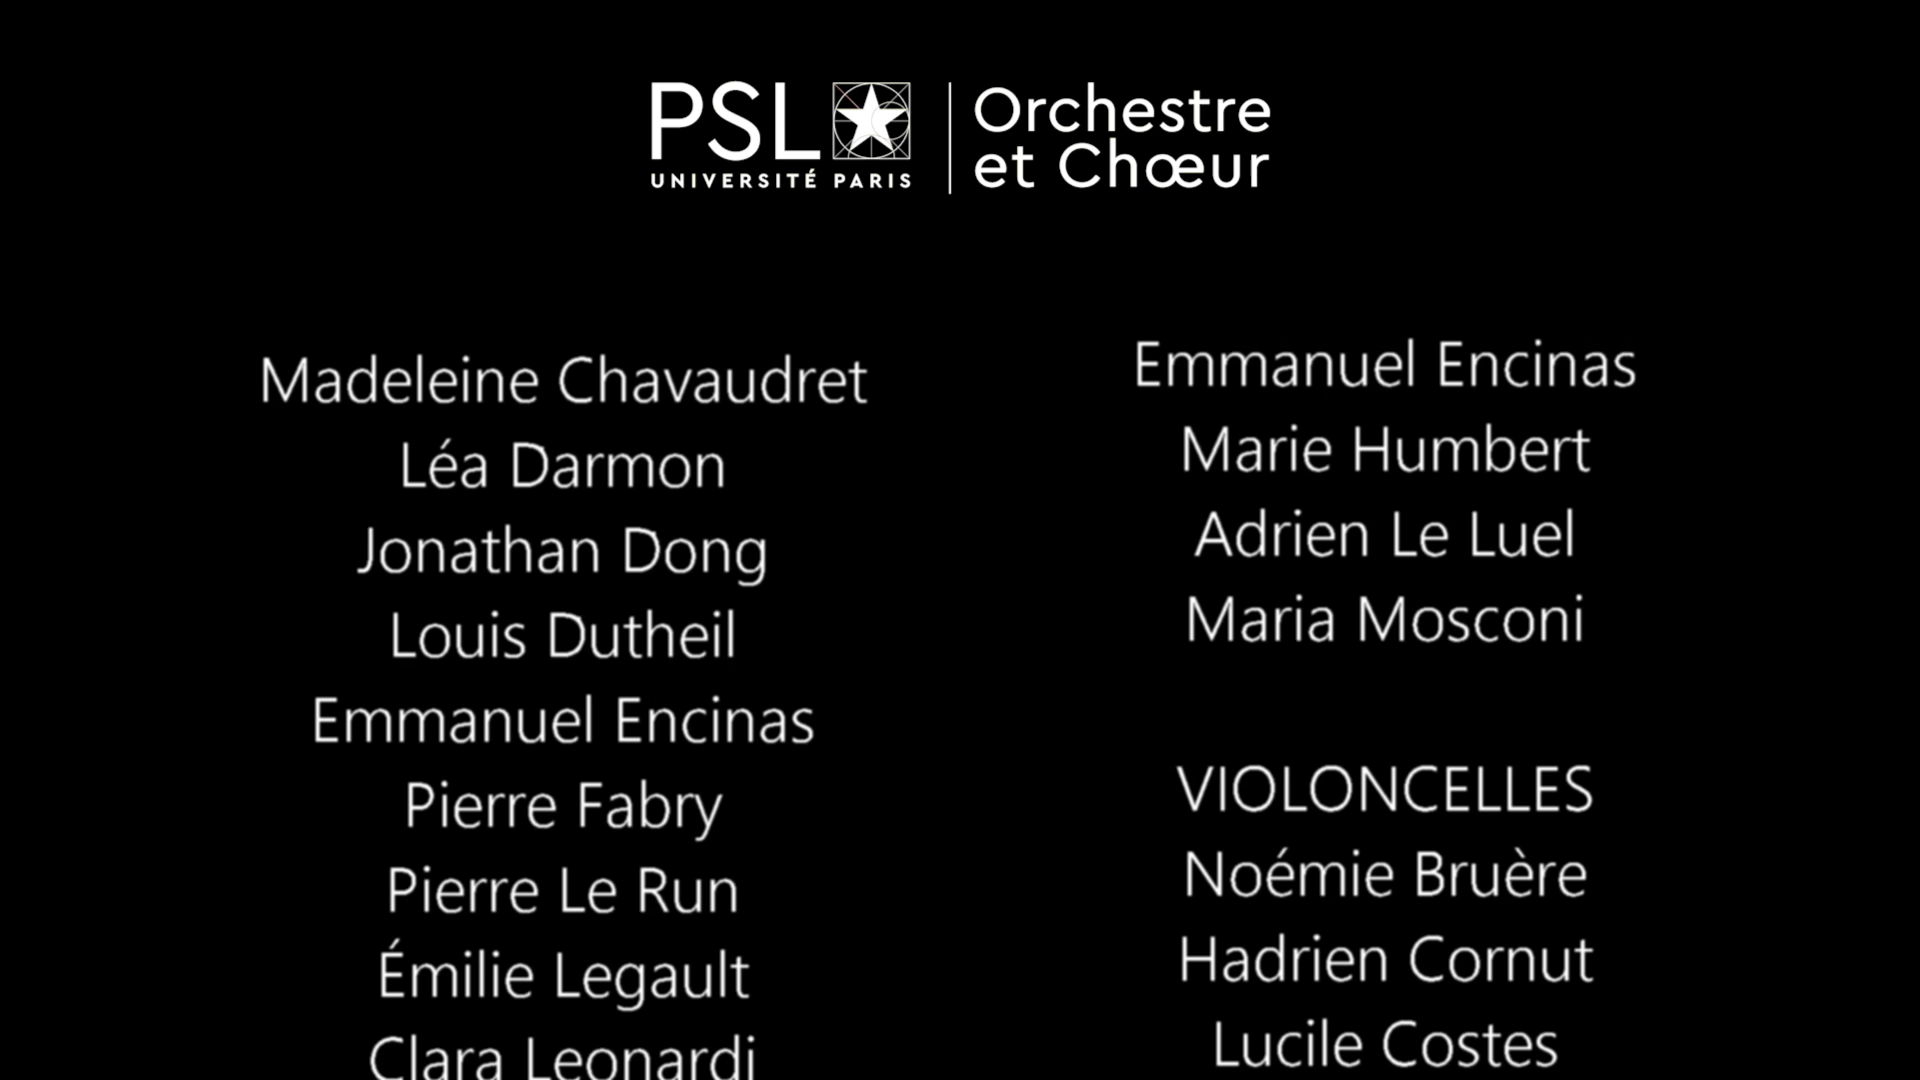 PSL
UNIVERSITÉ PARIS
Orchestre
et Chœur
Madeleine Chavaudret
Léa Darmon
Jonathan Dong
Louis Dutheil
Emmanuel Encinas
Pierre Fabry
Pierre Le Run
Émilie Legault
Clara Leonardi
Emmanuel Encinas
Marie Humbert
Adrien Le Luel
Maria Mosconi
VIOLONCELLES
Noémie Bruère
Hadrien Cornut
Lucile Costes